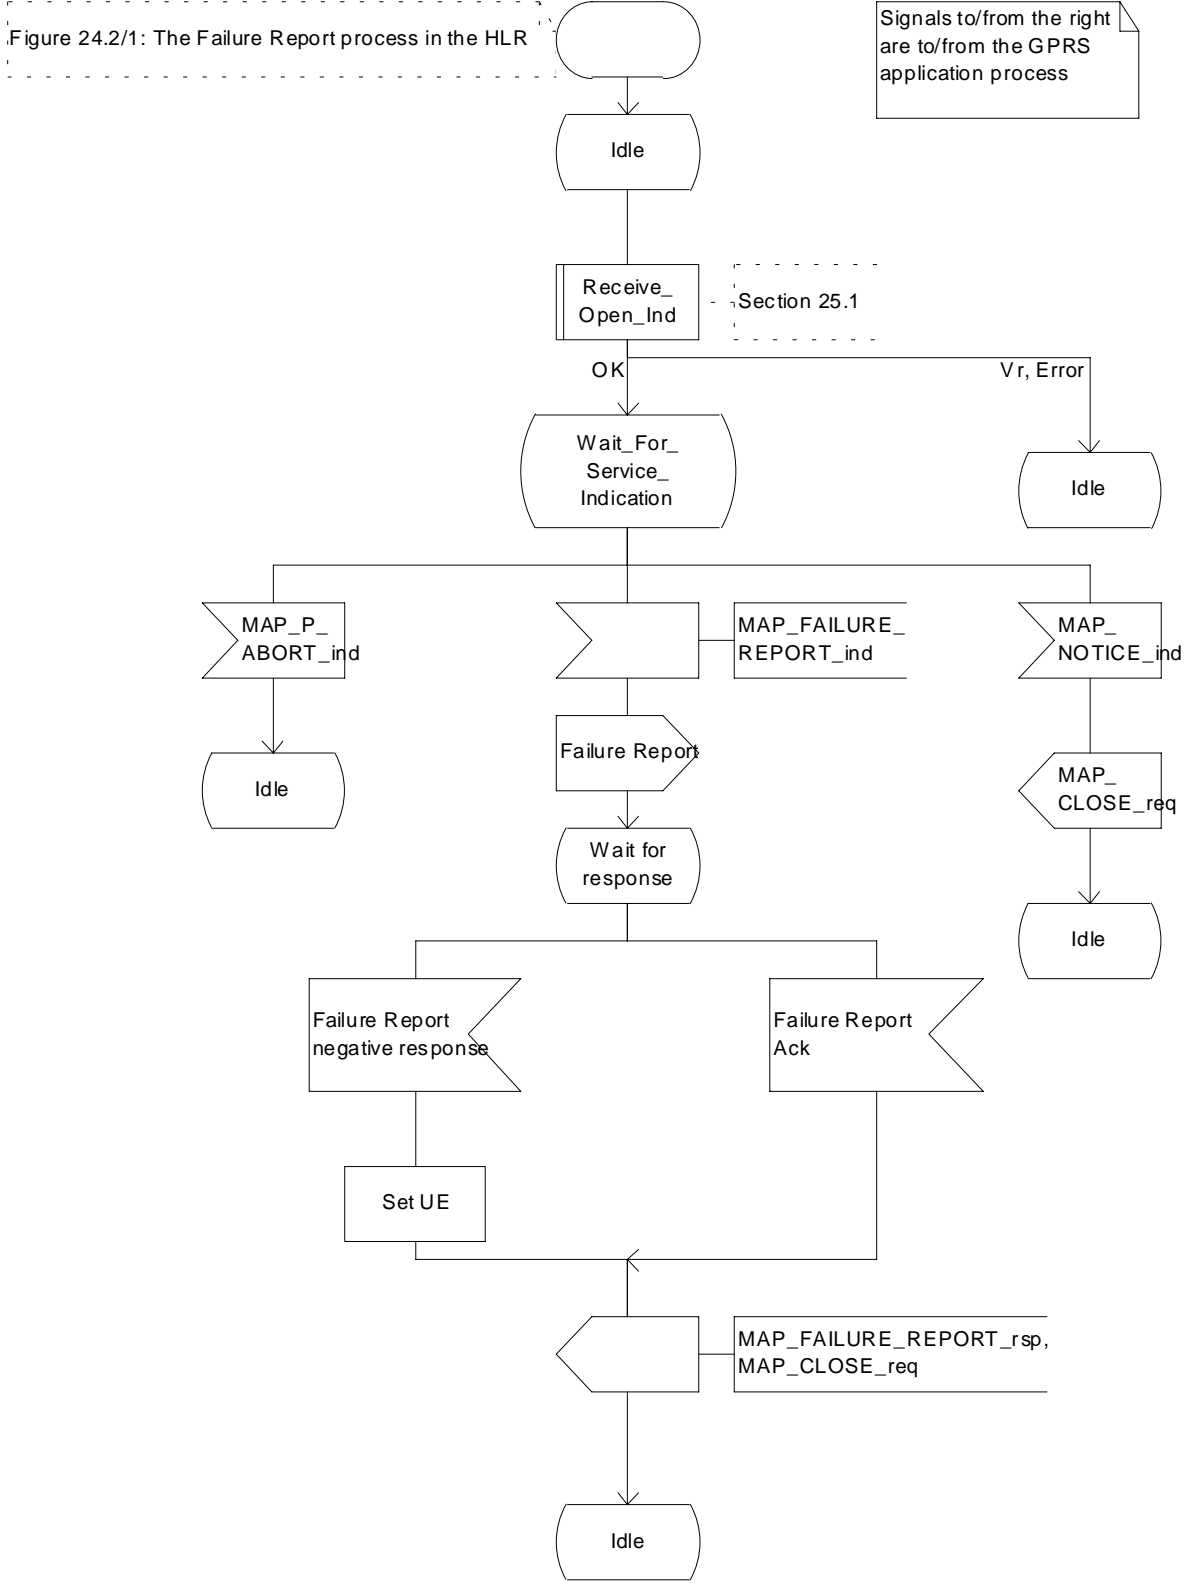 Figure 24.2/1: The Failure Report process in the HLR
Signals to/from the right
are to/from the GPRS
application process
Idle
Receive_
Open_Ind
Section 25.1
OK
Vr, Error
Wait_For_
Service_
Indication
Idle
MAP_P_
ABORT_ind
MAP_FAILURE_
REPORT_ind
MAP_
NOTICE_ind
Failure Report
Idle
MAP_
CLOSE_req
Wait for
response
Idle
Failure Report
negative response
Failure Report
Ack
Set UE
MAP_FAILURE_REPORT_rsp,
MAP_CLOSE_req
Idle